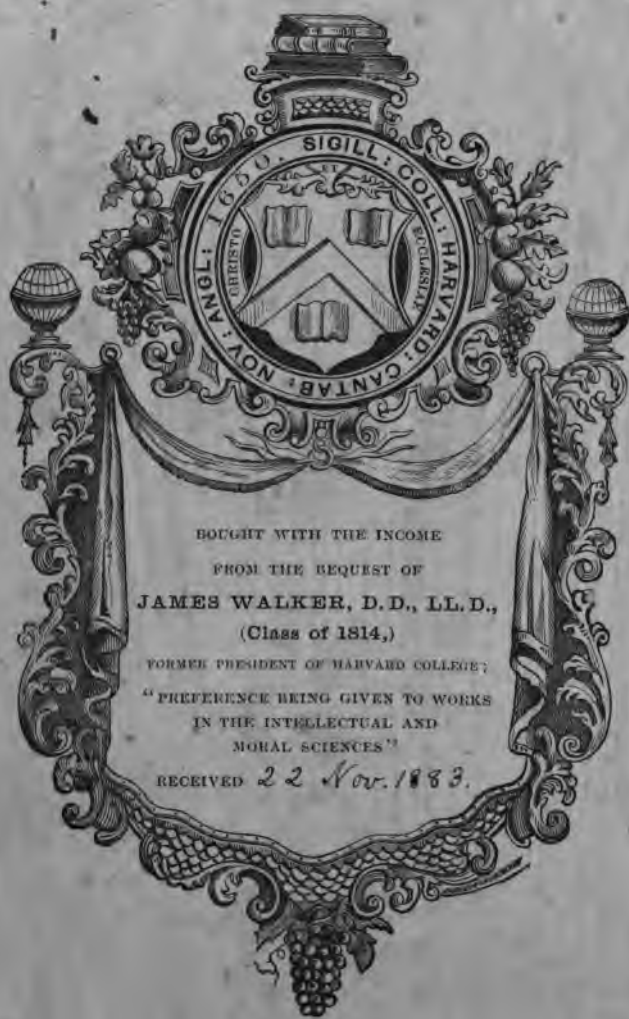 SIGILL: COLL: HARVARD: CANTAB: NOV: ANGL: 1650.
CHRISTO ET ECCLESIÆ
BOUGHT WITH THE INCOME
FROM THE BEQUEST OF
JAMES WALKER, D.D., LL.D.,
(Class of 1814,)
FORMER PRESIDENT OF HARVARD COLLEGE;
"PREFERENCE BEING GIVEN TO WORKS
IN THE INTELLECTUAL AND
MORAL SCIENCES"
RECEIVED 22 Nov. 1883.